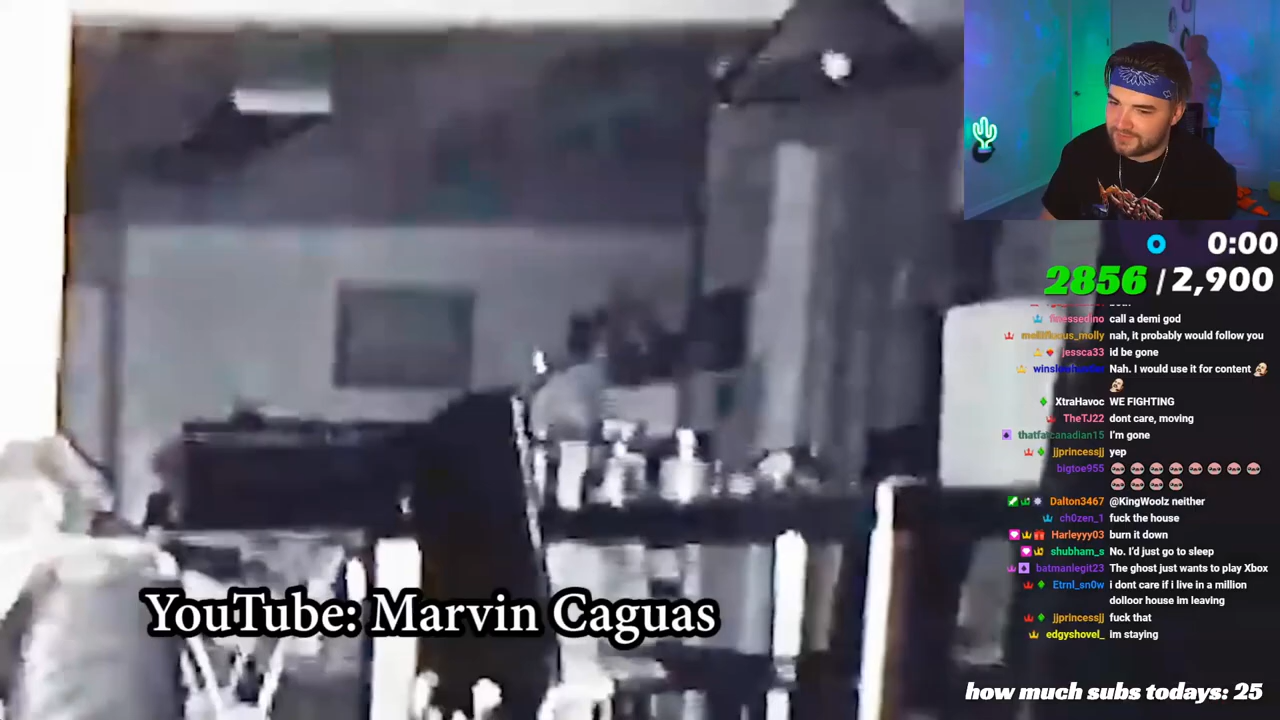 YouTube: Marvin Caguas
0:00
2856 / 2,900
call a demi god
nah, it probably would follow you
jessca33 id be gone
Nah. I would use it for content
XtraHavoc WE FIGHTING
TheTJ22 dont care, moving
thatfatcanadian15 I'm gone
jjprincessjj yep
bigtoe955
Dalton3467 @KingWoolz neither
ch0zen_1 fuck the house
Harleyyy03 burn it down
shubham_s No. I'd just go to sleep
batmanlegit23 The ghost just wants to play Xbox
Etrnl_sn0w i dont care if i live in a million
dolloor house im leaving
jjprincessjj fuck that
edgyshovel_ im staying
how much subs todays: 25